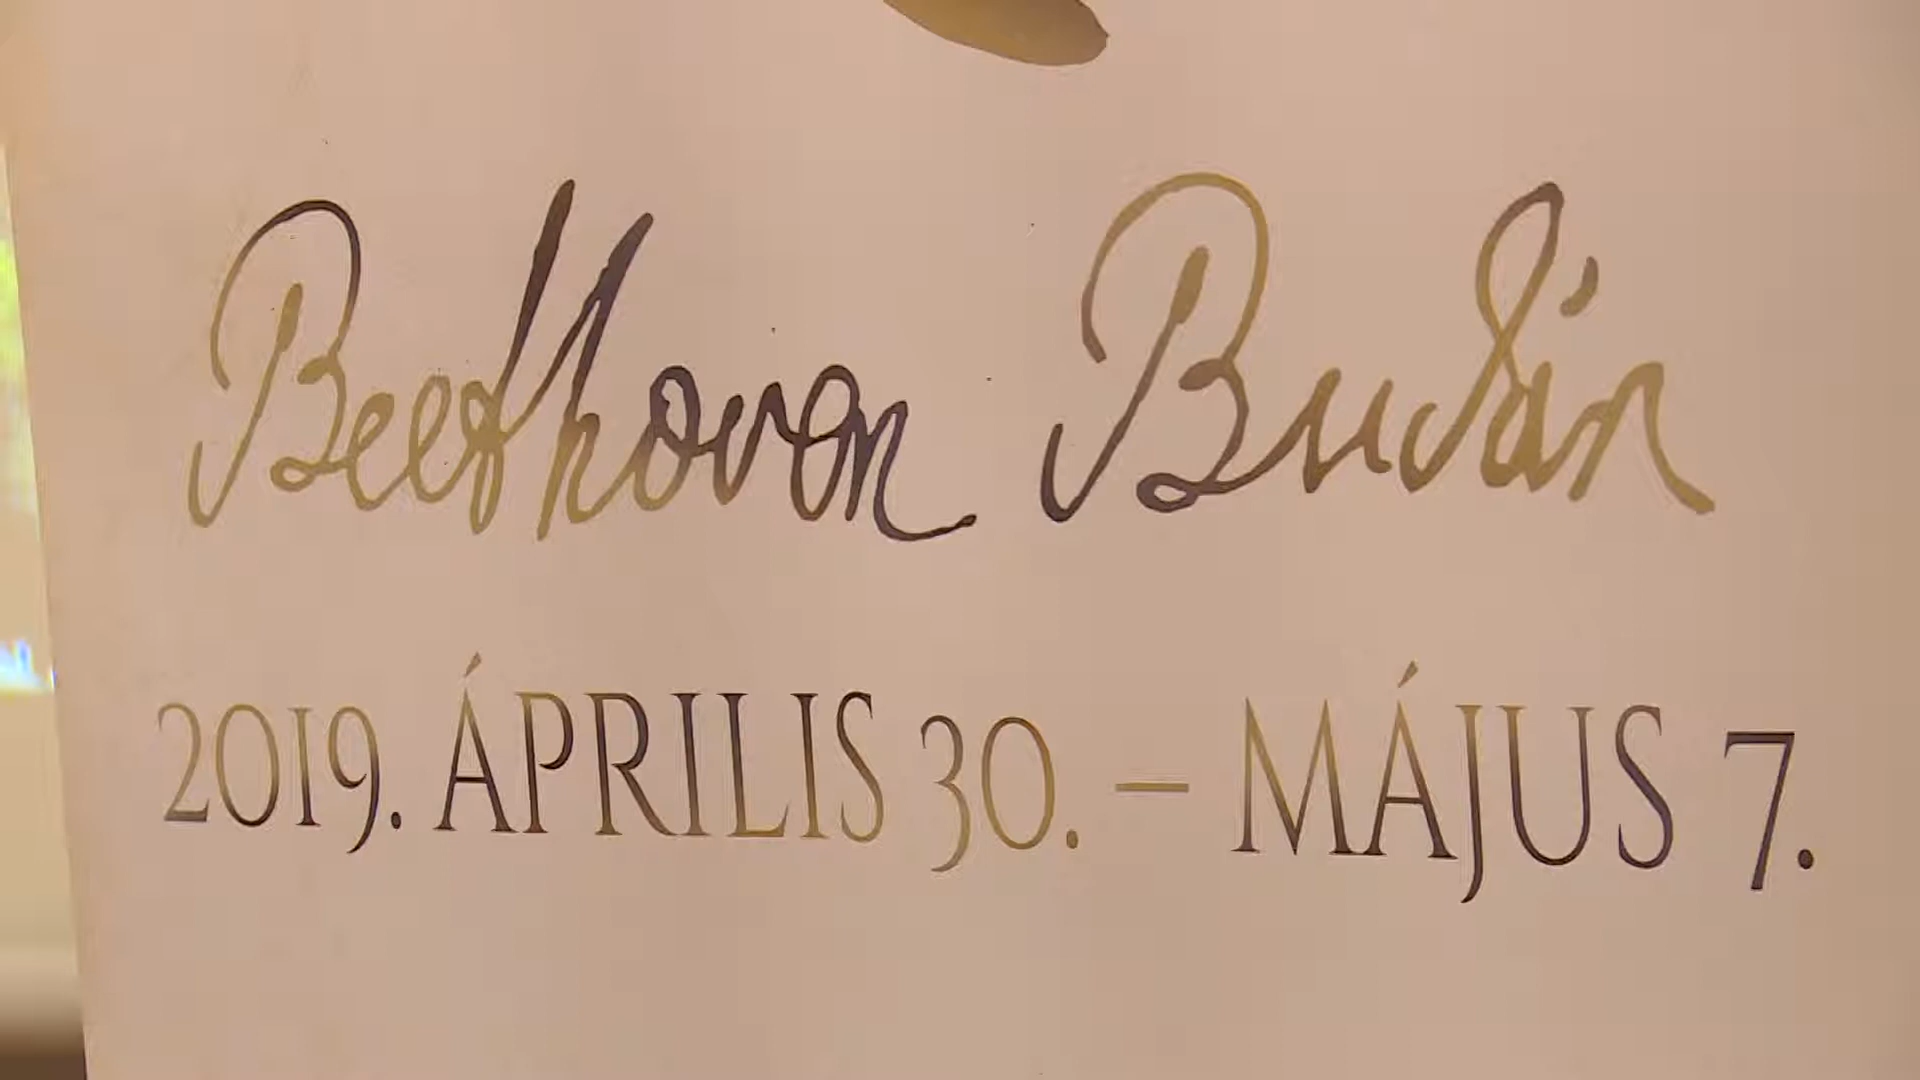 Beethoven Budán
2019. ÁPRILIS 30. – MÁJUS 7.